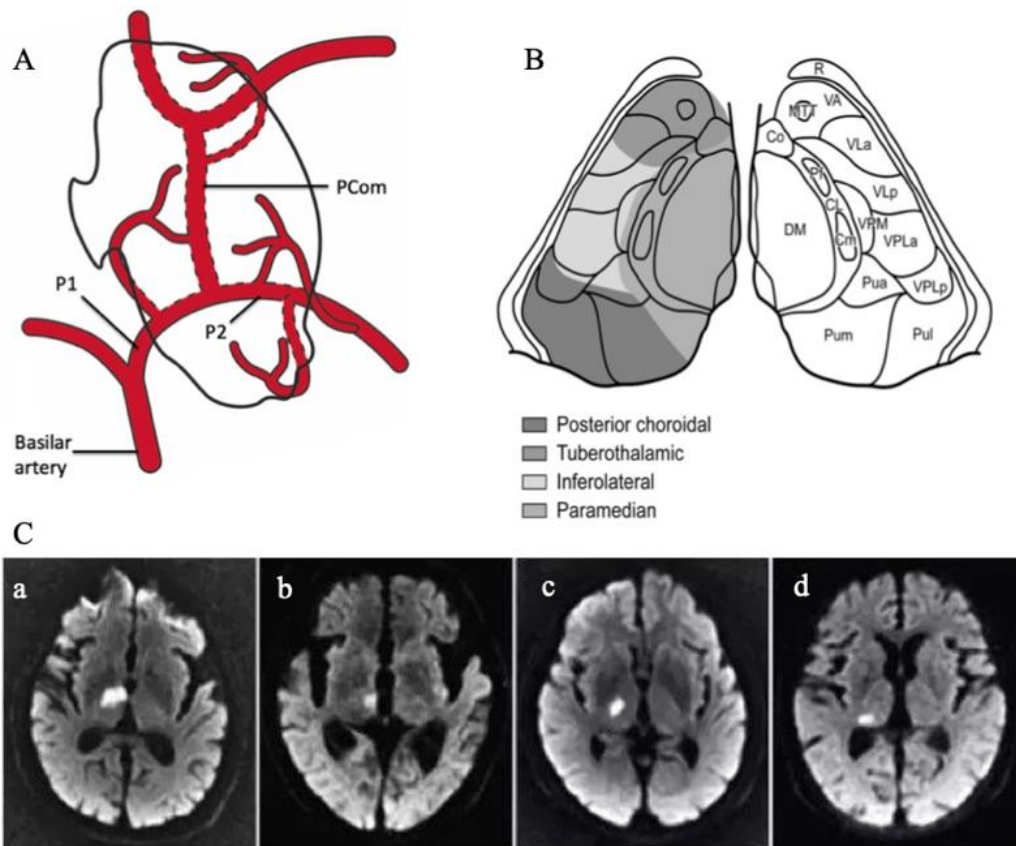 A
PCom
P1
P2
Basilar
artery
B
R
VA
MTT
Co
VLa
Pf
VLp
CL
VPM
DM
Cm
VPLa
Pua
VPLp
Pum
Pul
Posterior choroidal
Tuberothalamic
Inferolateral
Paramedian
C
a
b
c
d